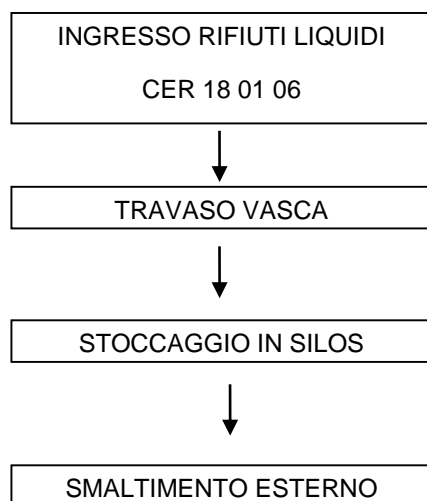 INGRESSO RIFIUTI LIQUIDI
CER 18 01 06
TRAVASO VASCA
STOCCAGGIO IN SILOS
SMALTIMENTO ESTERNO